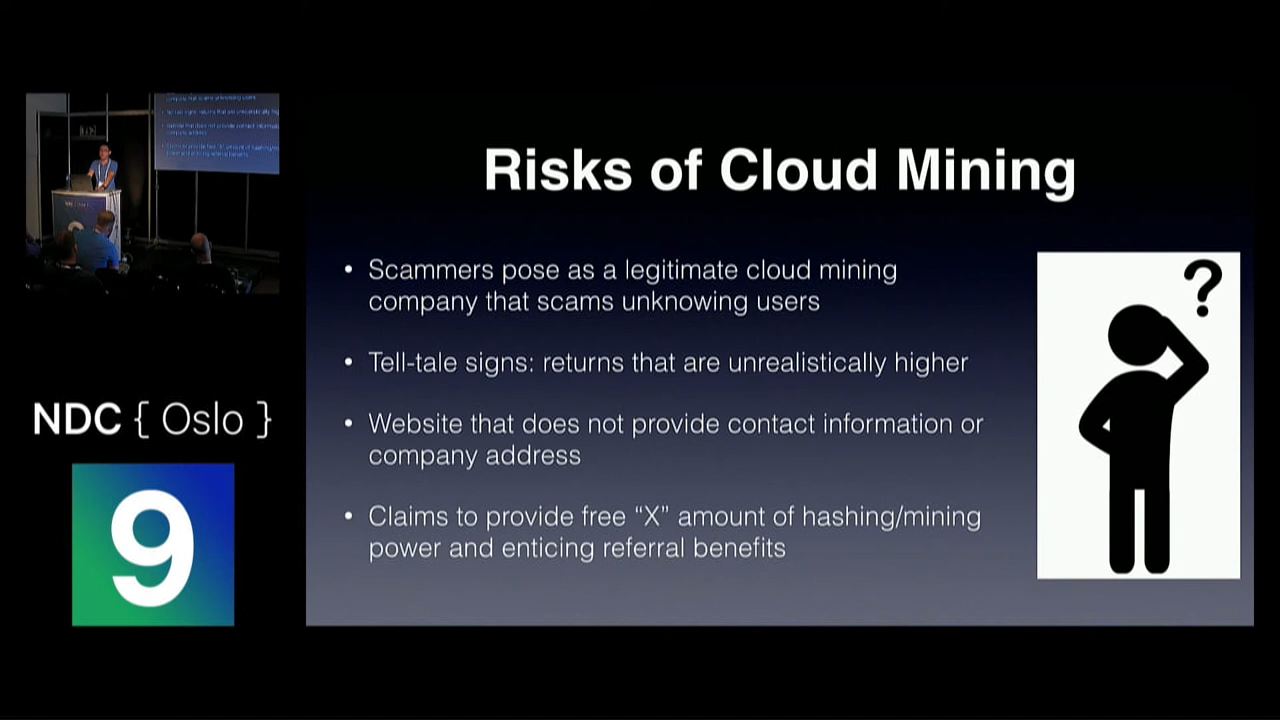 Risks of Cloud Mining
• Scammers pose as a legitimate cloud mining
company that scams unknowing users
• Tell-tale signs: returns that are unrealistically higher
• Website that does not provide contact information or
company address
• Claims to provide free “X” amount of hashing/mining
power and enticing referral benefits
?
NDC { Oslo }
9